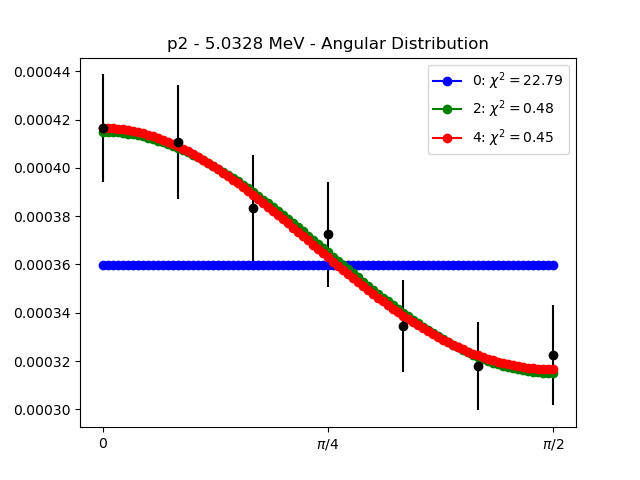 p2 - 5.0328 MeV - Angular Distribution
0.00044
0.00042
0.00040
0.00038
0.00036
0.00034
0.00032
0.00030
0: χ² = 22.79
2: χ² = 0.48
4: χ² = 0.45
0 π/4 π/2